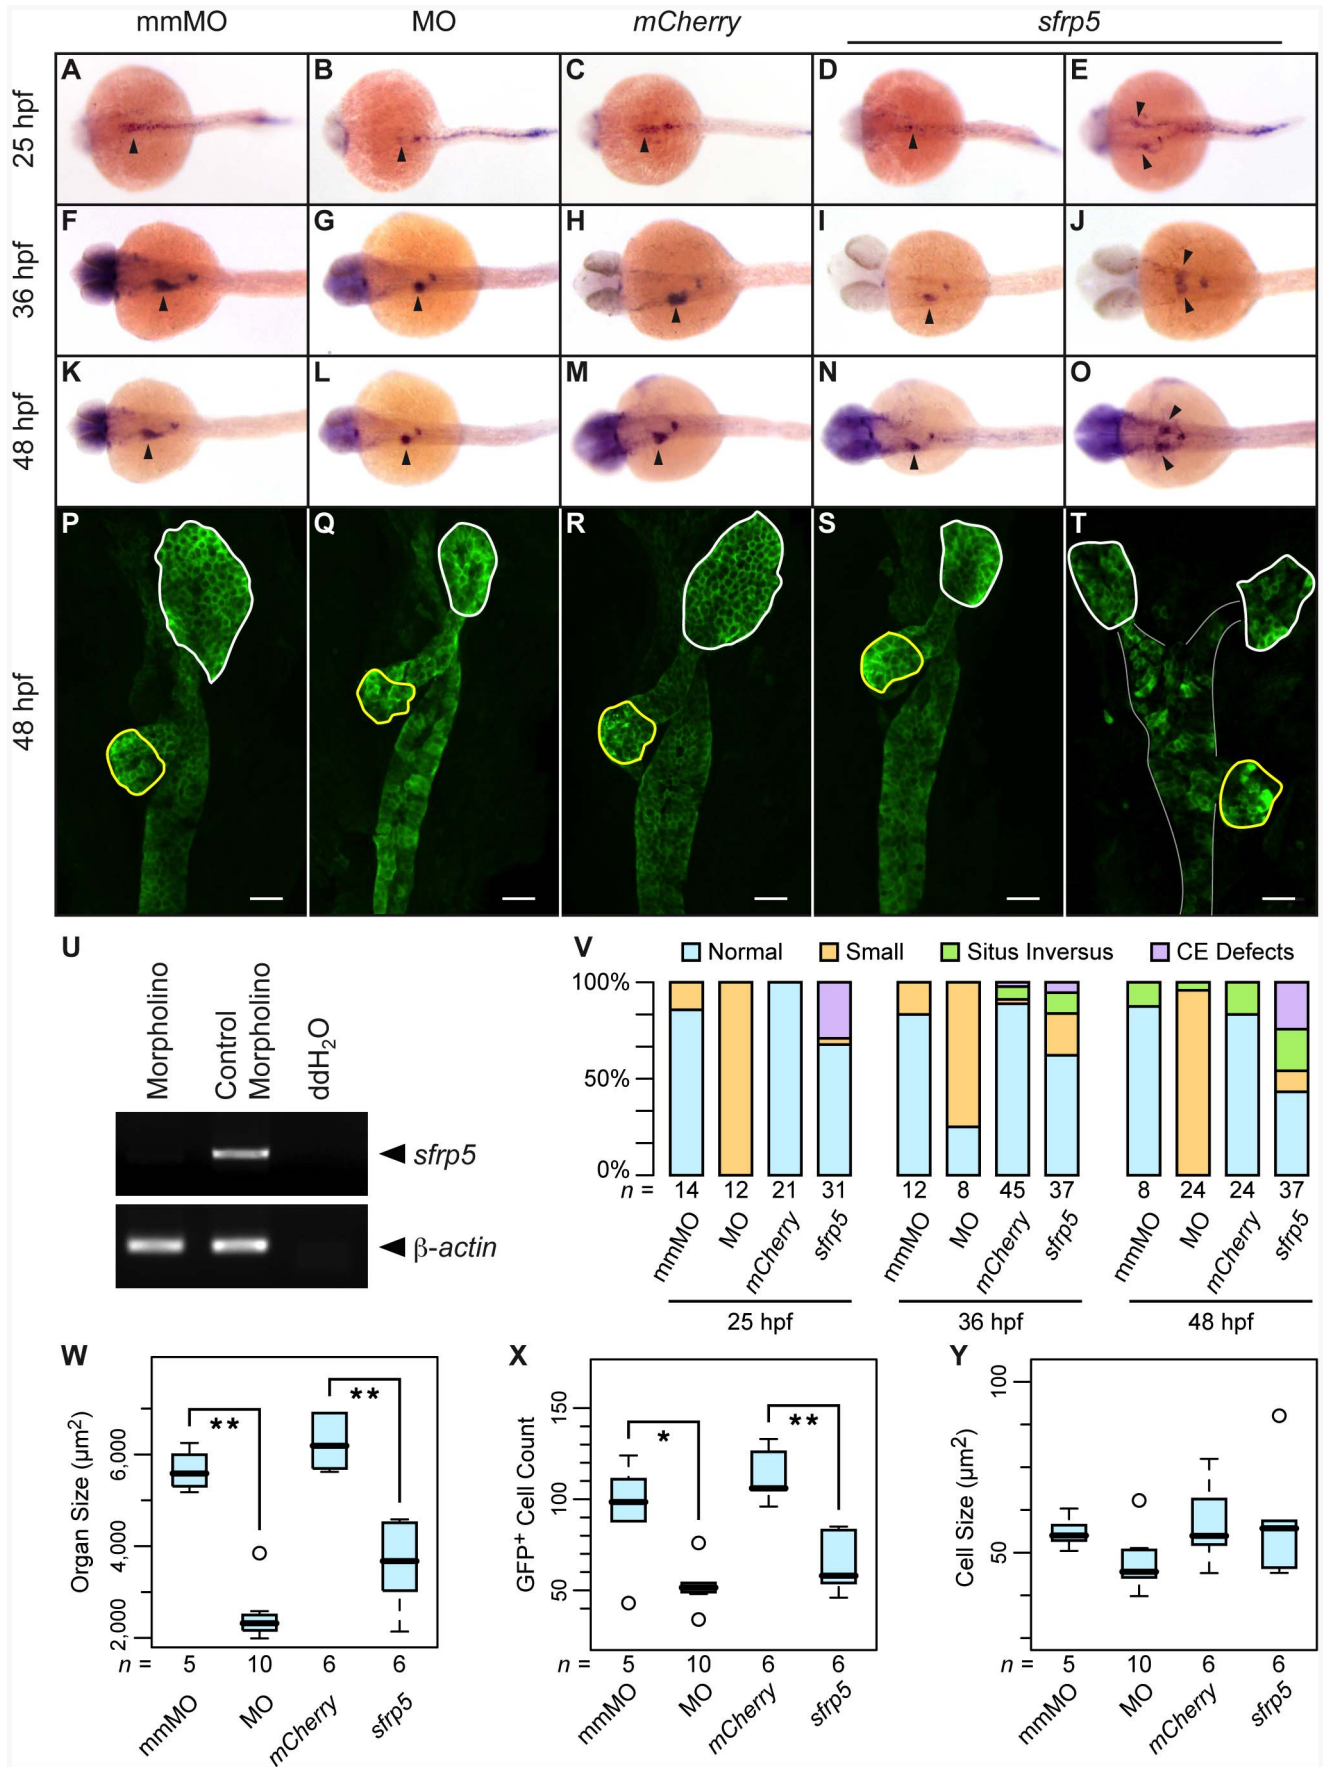 mmMO MO mCherry sfrp5
25 hpf
A B C D E
36 hpf
F G H I J
48 hpf
K L M N O
48 hpf
P Q R S T
U
Morpholino
Control
Morpholino
ddH₂O
sfrp5
β-actin
V
Normal Small Situs Inversus CE Defects
100%
50%
0%
n = 14 12 21 31 12 8 45 37 8 24 24 37
mmMO MO mCherry sfrp5 mmMO MO mCherry sfrp5 mmMO MO mCherry sfrp5
25 hpf 36 hpf 48 hpf
W
Organ Size (µm²)
6,000
4,000
2,000
** **
n = 5 10 6 6
mmMO MO mCherry sfrp5
X
GFP⁺ Cell Count
150
100
50
* **
n = 5 10 6 6
mmMO MO mCherry sfrp5
Y
Cell Size (µm²)
100
50
n = 5 10 6 6
mmMO MO mCherry sfrp5